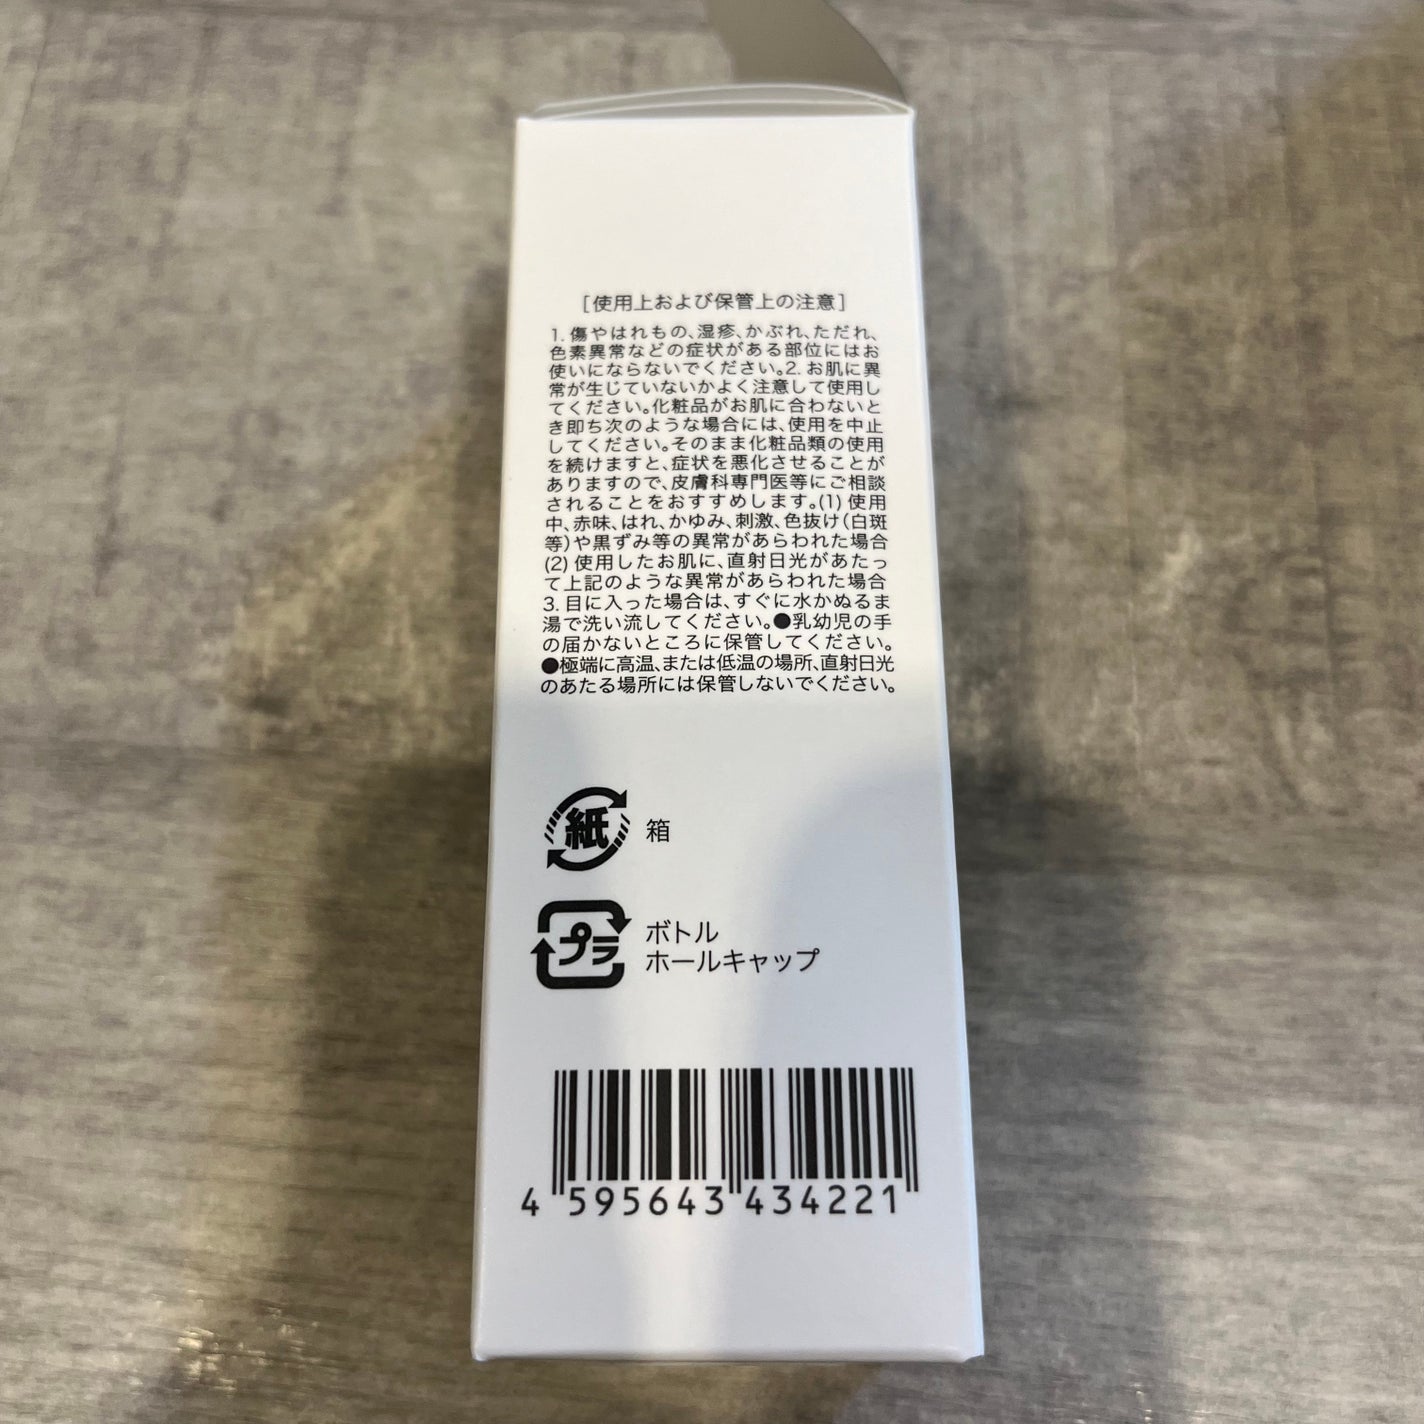 [使用上および保管上の注意]
1. 傷やはれもの、湿疹、かぶれ、ただれ、
色素異常などの症状がある部位にはお
使いにならないでください。2. お肌に異
常が生じていないかよく注意して使用し
てください。化粧品がお肌に合わないと
き即ち次のような場合には、使用を中止
してください。そのまま化粧品類の使用
を続けますと、症状を悪化させることが
ありますので、皮膚科専門医等にご相談
されることをおすすめします。(1) 使用
中、赤味、はれ、かゆみ、刺激、色抜け(白斑
等)や黒ずみ等の異常があらわれた場合
(2) 使用したお肌に、直射日光があたっ
て上記のような異常があらわれた場合
3. 目に入った場合は、すぐに水かぬるま
湯で洗い流してください。●乳幼児の手
の届かないところに保管してください。
●極端に高温、または低温の場所、直射日光
のあたる場所には保管しないでください。
紙 箱
プラ ボトル
ホールキャップ
4 595643 434221